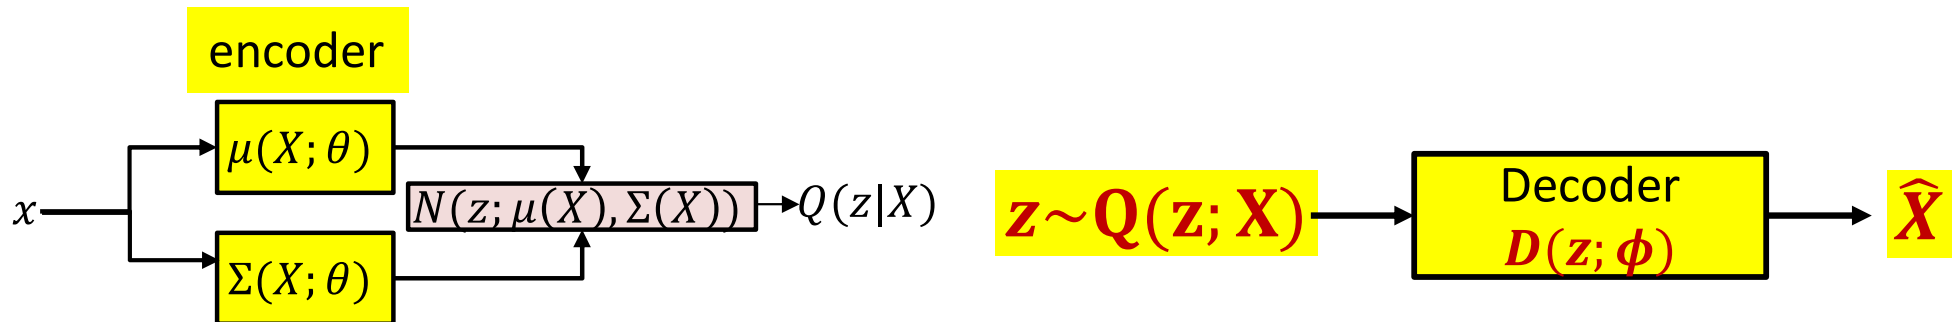 encoder
μ(X; θ)
x
N(z; μ(X), Σ(X))
Q(z|X)
Σ(X; θ)
z~Q(z; X)
Decoder
D(z; ϕ)
X̂